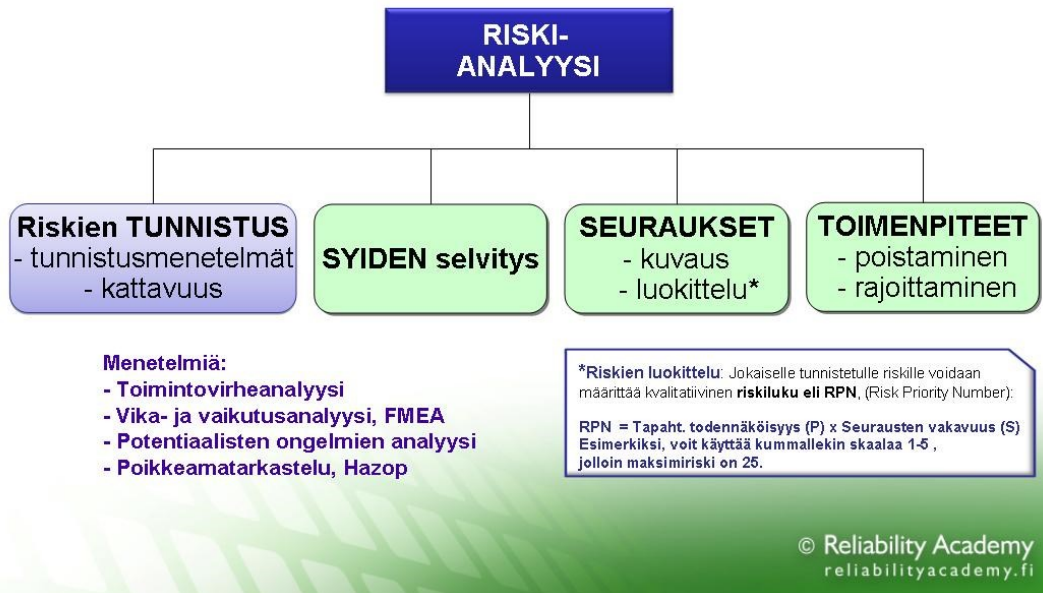 RISKI-
ANALYYSI
Riskien TUNNISTUS
- tunnistusmenetelmät
- kattavuus
SYIDEN selvitys
SEURAUKSET
- kuvaus
- luokittelu*
TOIMENPITEET
- poistaminen
- rajoittaminen
Menetelmiä:
- Toimintovirheanalyysi
- Vika- ja vaikutusanalyysi, FMEA
- Potentiaalisten ongelmien analyysi
- Poikkeamatarkastelu, Hazop
*Riskien luokittelu: Jokaiselle tunnistetulle riskille voidaan
määrittää kvalitatiivinen riskiluku eli RPN, (Risk Priority Number):
RPN = Tapaht. todennäköisyys (P) x Seurausten vakavuus (S)
Esimerkiksi, voit käyttää kummallekin skaalaa 1-5 ,
jolloin maksimiriski on 25.
© Reliability Academy
reliabilityacademy.fi